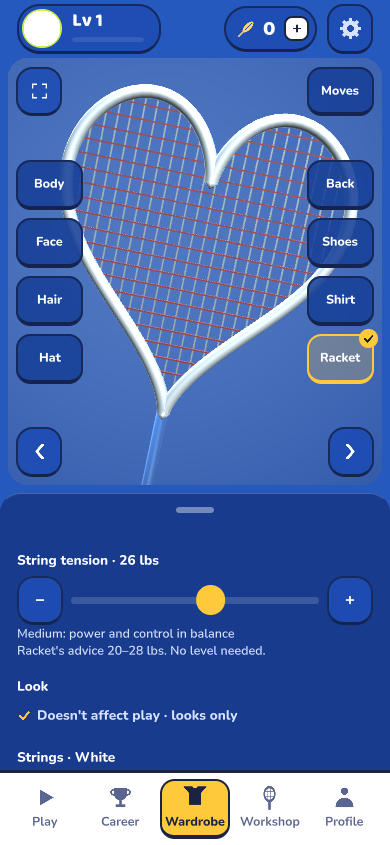 Lv 1
0
+
Moves
Body
Back
Face
Shoes
Hair
Shirt
Hat
Racket
String tension · 26 lbs
−
+
Medium: power and control in balance
Racket's advice 20–28 lbs. No level needed.
Look
Doesn't affect play · looks only
Strings · White
Play
Career
Wardrobe
Workshop
Profile